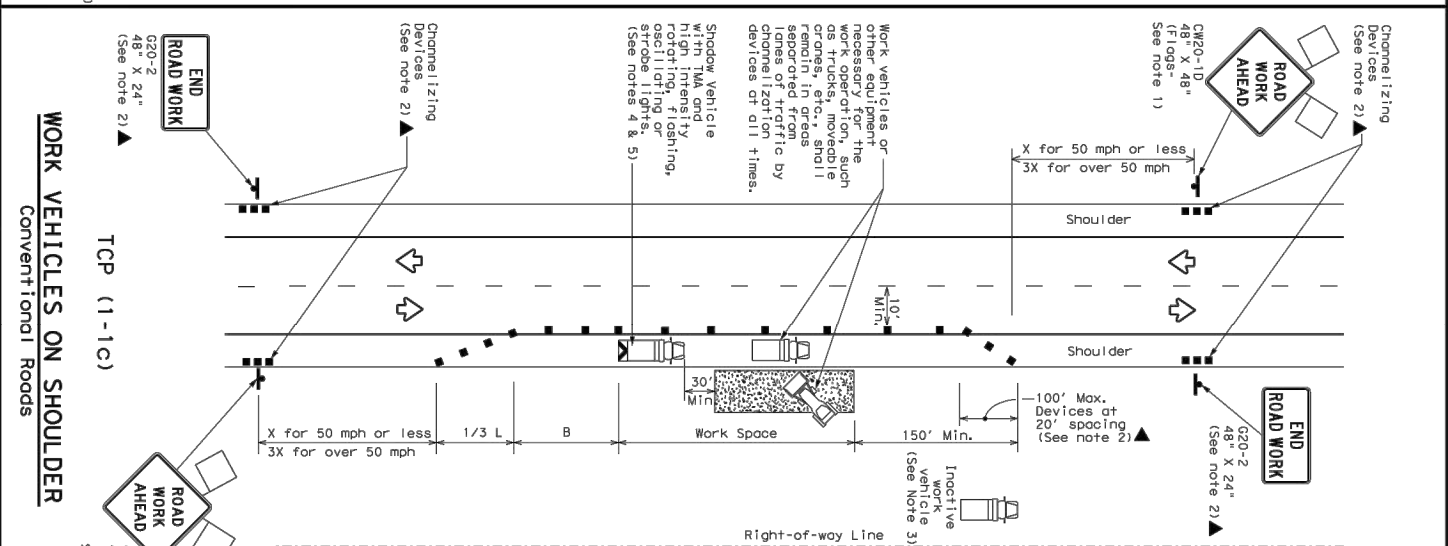 Channelizing
Devices
(See note 2) ▲
ROAD
WORK
AHEAD
CW20-1D
48" X 48"
(Flags-
See note 1)
X for 50 mph or less
3X for over 50 mph
Work vehicles or
other equipment
necessary for the
work operation, such
as trucks, moveable
cranes, etc., shall
remain in areas
separated from
lanes of traffic by
channelization
devices at all times.
Shadow Vehicle
with TMA and
high intensity
rotating, flashing,
oscillating or
strobe lights.
(See notes 4 & 5)
Channelizing
Devices
(See note 2) ▲
END
ROAD WORK
G20-2
48" X 24"
(See note 2) ▲
Shoulder
10'
Min.
Shoulder
30'
Min
100' Max.
Devices at
20' spacing
(See note 2) ▲
X for 50 mph or less
3X for over 50 mph
1/3 L
B
Work Space
150' Min.
END
ROAD WORK
G20-2
48" X 24"
(See note 2) ▲
Inactive
work
vehicle
(See Note 3)
ROAD
WORK
AHEAD
Right-of-way Line
TCP (1-1c)
WORK VEHICLES ON SHOULDER
Conventional Roads